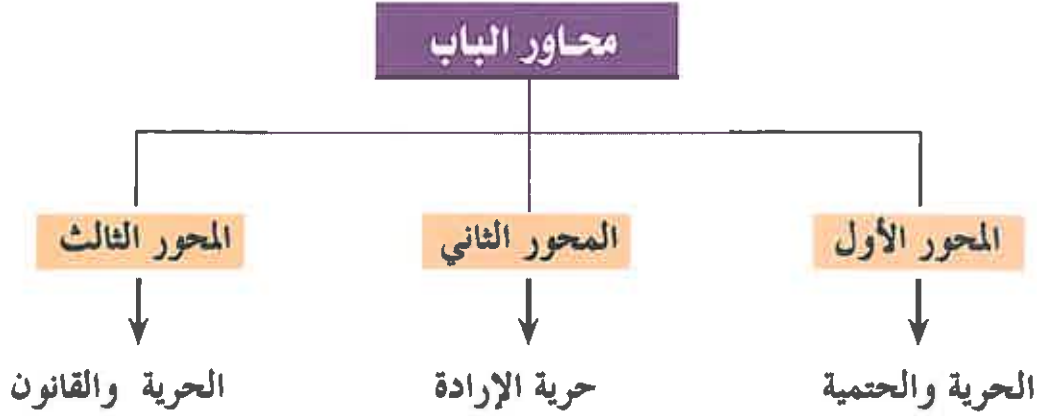 محاور الباب
المحور الأول
المحور الثاني
المحور الثالث
الحرية والحتمية
حرية الإرادة
الحرية والقانون